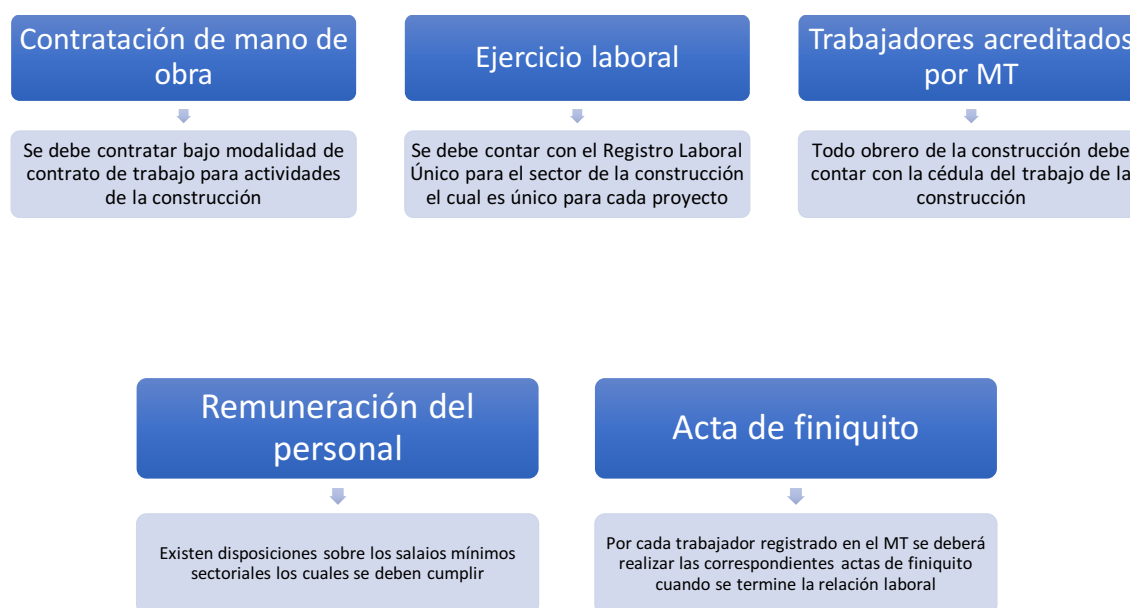 Contratación de mano de
obra
Se debe contratar bajo modalidad de
contrato de trabajo para actividades
de la construcción
Ejercicio laboral
Se debe contar con el Registro Laboral
Único para el sector de la construcción
el cual es único para cada proyecto
Trabajadores acreditados
por MT
Todo obrero de la construcción debe
contar con la cédula del trabajo de la
construcción
Remuneración del
personal
Existen disposiciones sobre los salaios mínimos
sectoriales los cuales se deben cumplir
Acta de finiquito
Por cada trabajador registrado en el MT se deberá
realizar las correspondientes actas de finiquito
cuando se termine la relación laboral